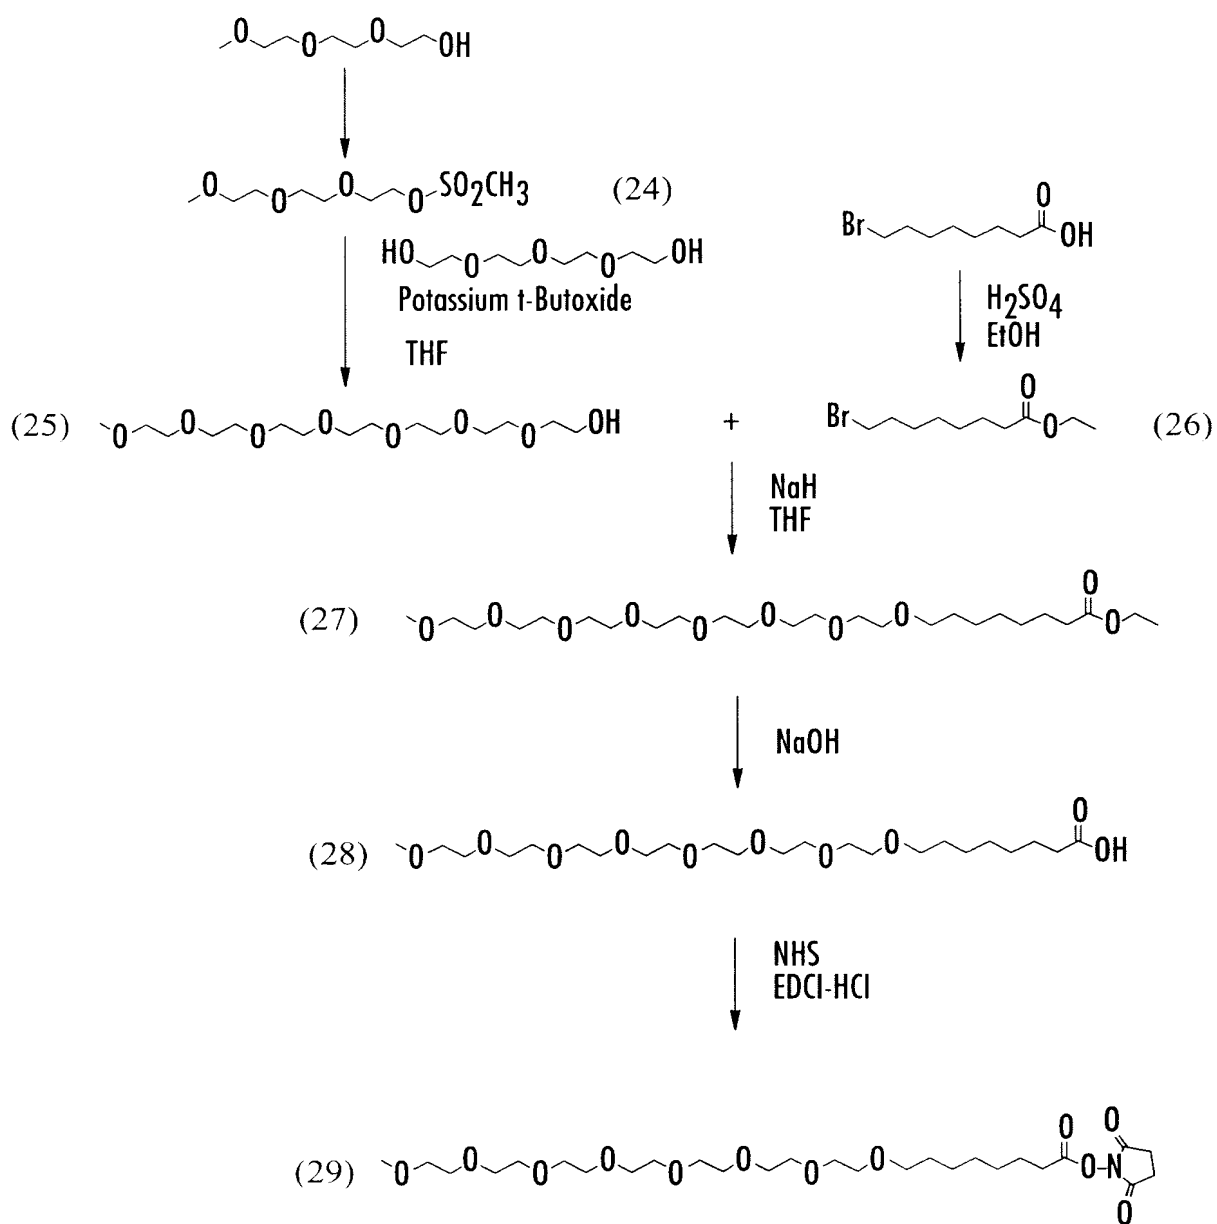 O O O OH
O O O O SO2CH3 (24)
HO O O O OH
Potassium t-Butoxide
THF
Br O OH
H2SO4
EtOH
(25) O O O O O O O OH + Br O O (26)
NaH
THF
(27) O O O O O O O O O O
NaOH
(28) O O O O O O O O O OH
NHS
EDCI-HCl
(29) O O O O O O O O O O-N O O